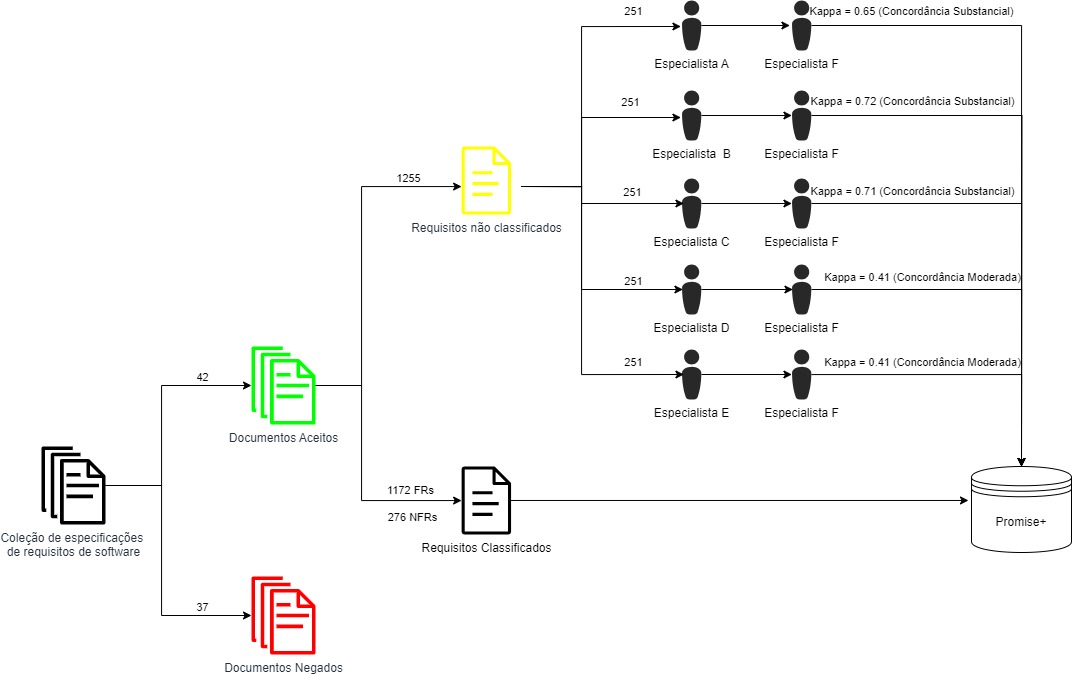 251
Kappa = 0.65 (Concordância Substancial)
Especialista A
Especialista F
251
Kappa = 0.72 (Concordância Substancial)
Especialista B
Especialista F
1255
Requisitos não classificados
251
Kappa = 0.71 (Concordância Substancial)
Especialista C
Especialista F
251
Kappa = 0.41 (Concordância Moderada)
Especialista D
Especialista F
251
Kappa = 0.41 (Concordância Moderada)
Especialista E
Especialista F
42
Documentos Aceitos
Coleção de especificações
de requisitos de software
1172 FRs
276 NFRs
Requisitos Classificados
Promise+
37
Documentos Negados